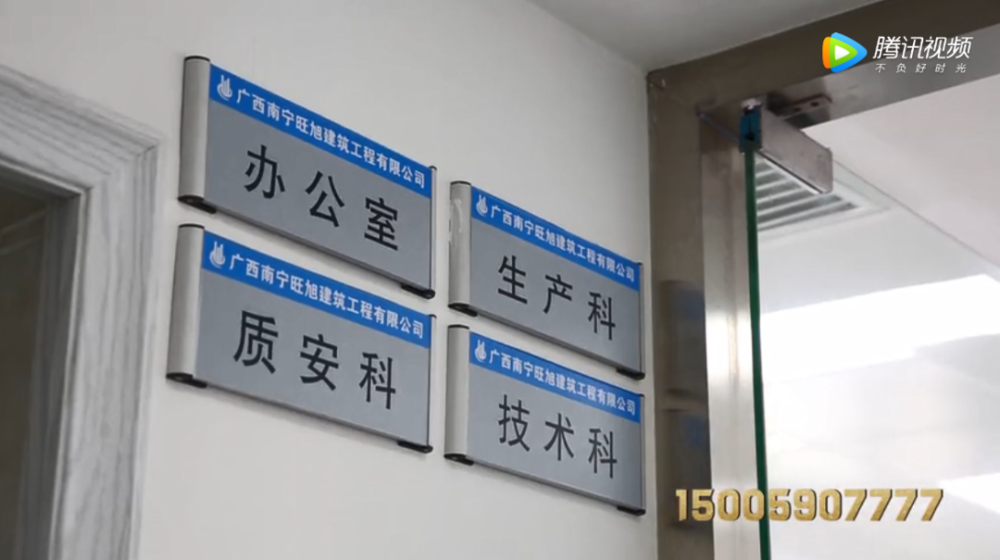 腾讯视频
不负好时光
广西南宁旺旭建筑工程有限公司
办公室
广西南宁旺旭建筑工程有限公司
生产科
广西南宁旺旭建筑工程有限公司
质安科
广西南宁旺旭建筑工程有限公司
技术科
15005907777